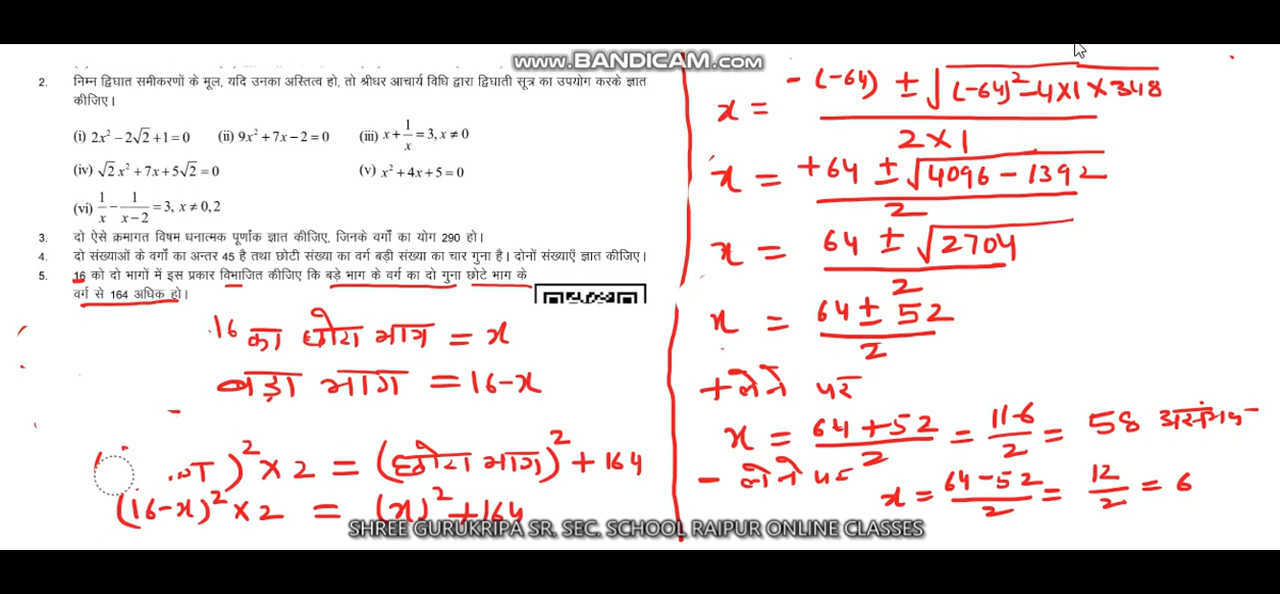 www.BANDICAM.com
2. निम्न द्विघात समीकरणों के मूल, यदि उनका अस्तित्व हो, तो श्रीधर आचार्य विधि द्वारा द्विघाती सूत्र का उपयोग करके ज्ञात
कीजिए।
(i) 2x² − 2√2 + 1 = 0 (ii) 9x² + 7x − 2 = 0 (iii) x + 1/x = 3, x ≠ 0
(iv) √2x² + 7x + 5√2 = 0 (v) x² + 4x + 5 = 0
(vi) 1/x − 1/(x−2) = 3, x ≠ 0, 2
3. दो ऐसे क्रमागत विषम धनात्मक पूर्णांक ज्ञात कीजिए, जिनके वर्गों का योग 290 हो।
4. दो संख्याओं के वर्गों का अन्तर 45 है तथा छोटी संख्या का वर्ग बड़ी संख्या का चार गुना है। दोनों संख्याएँ ज्ञात कीजिए।
5. 16 को दो भागों में इस प्रकार विभाजित कीजिए कि बड़े भाग के वर्ग का दो गुना छोटे भाग के
वर्ग से 164 अधिक हो।
16 का छोटा भाग = x
बड़ा भाग = 16-x
)² × 2 = (छोटा भाग)² + 164
(16-x)² × 2 = (x)² + 164
x = (-(-64) ± √((-64)² - 4×1×348)) / (2×1)
x = (+64 ± √(4096 - 1392)) / 2
x = (64 ± √2704) / 2
x = (64 ± 52) / 2
+ लेने पर
x = (64+52)/2 = 116/2 = 58
- लेने पर
x = (64-52)/2 = 12/2 = 6
SHREE GURUKRIPA SR. SEC. SCHOOL RAIPUR ONLINE CLASSES